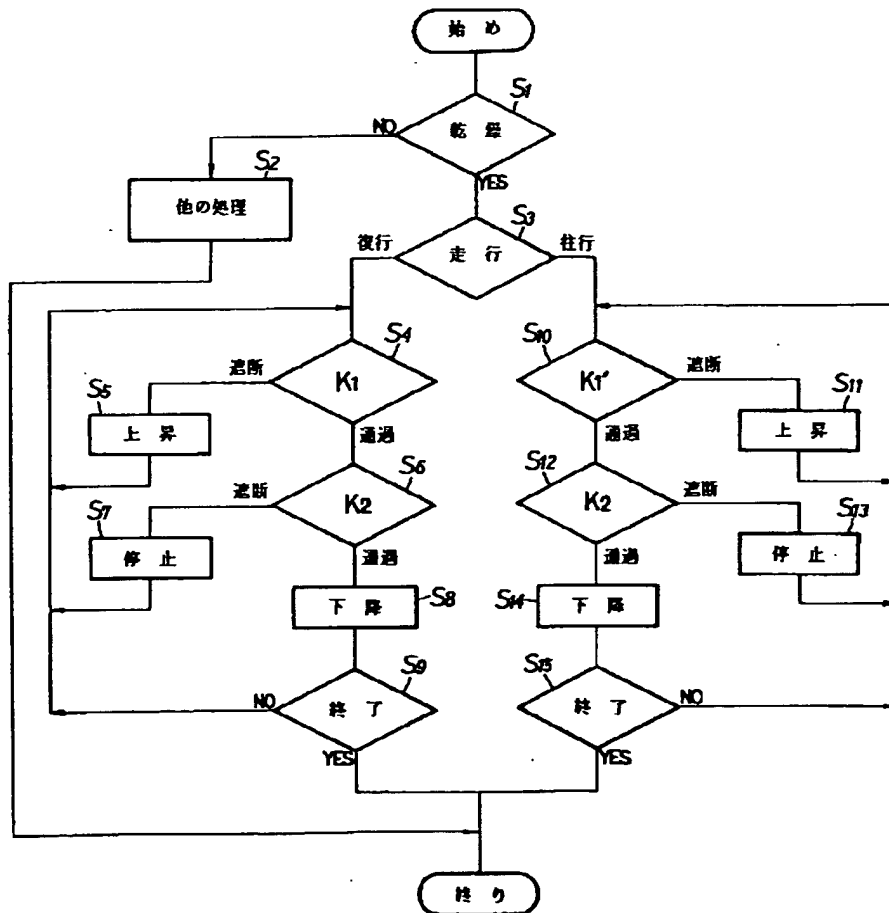 始め
S1
乾燥
NO
YES
S2
他の処理
S3
走行
復行
往行
S4
K1
遮断
通過
S5
上昇
S10
K1'
遮断
通過
S11
上昇
S6
K2
遮断
通過
S7
停止
S12
K2
遮断
通過
S13
停止
下降
S8
S14
下降
S9
終了
NO
YES
S15
終了
NO
YES
終り